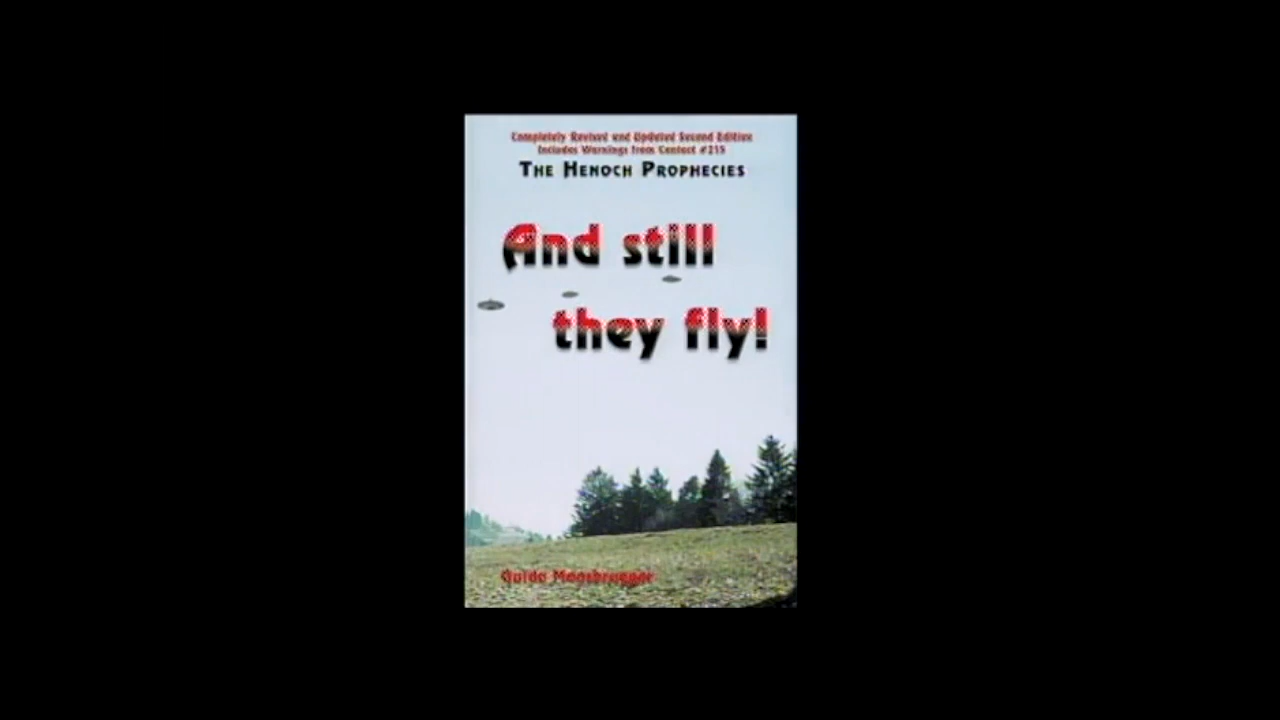 Completely Revised and Updated Second Edition
Includes Warnings from Contact #215
THE HENOCH PROPHECIES
And still
they fly!
Guido Moosbrugger